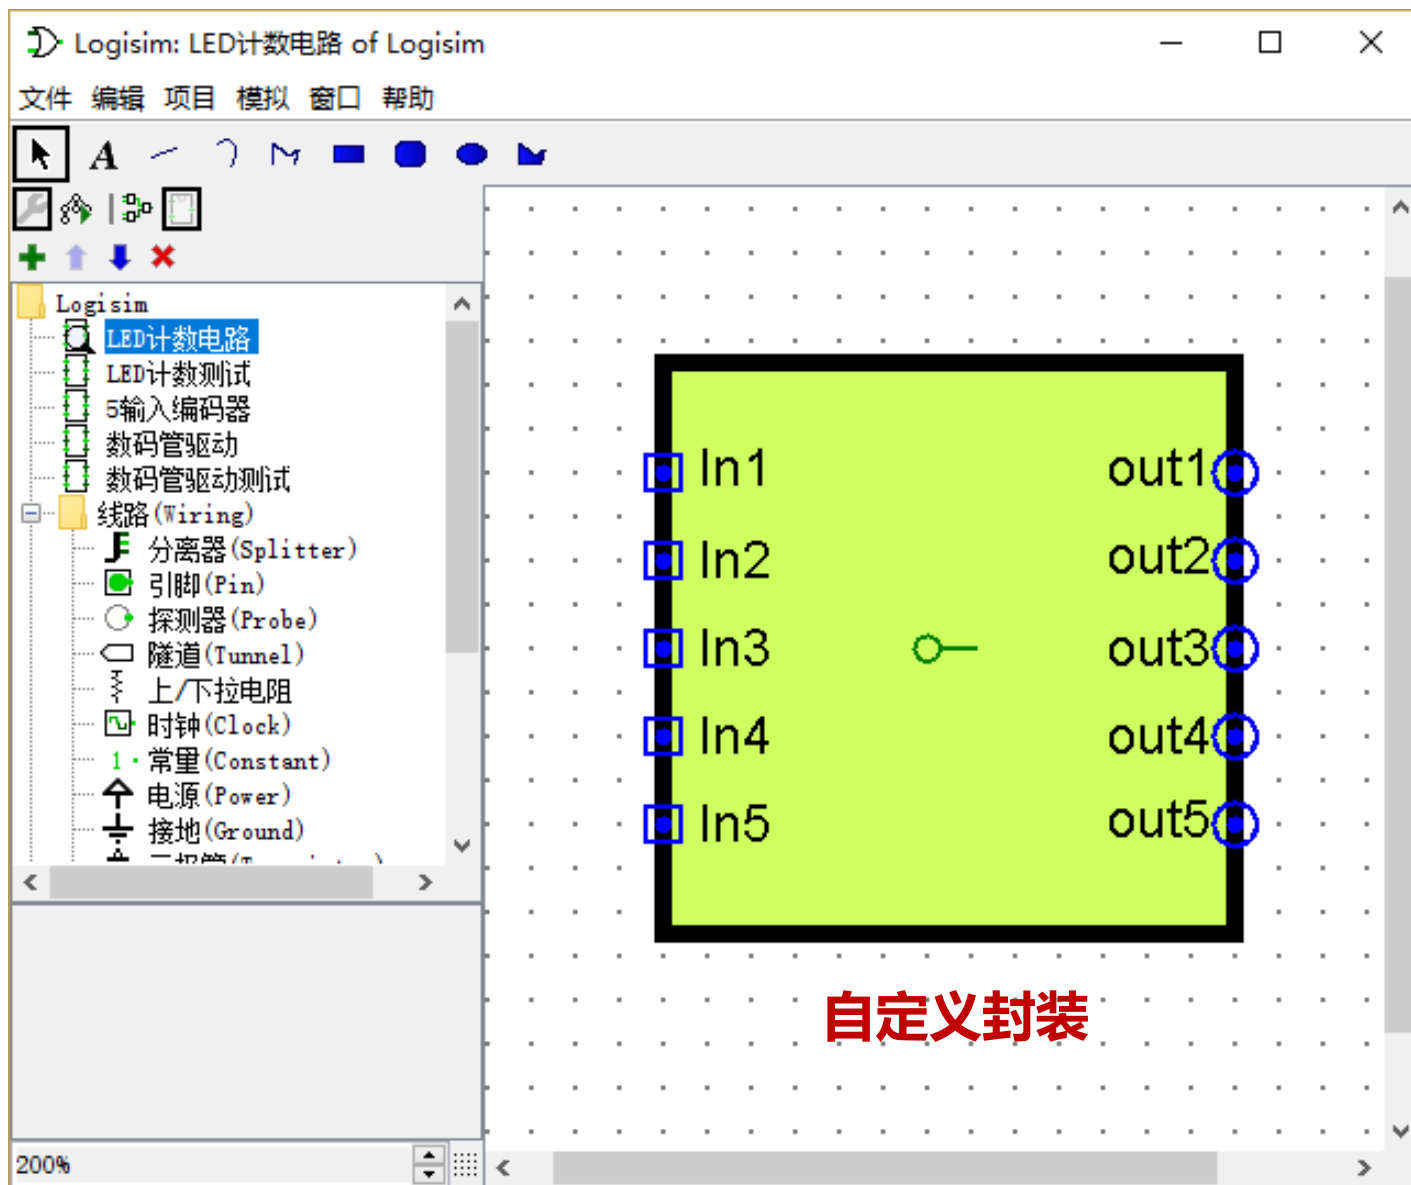 Logisim: LED计数电路 of Logisim
文件 编辑 项目 模拟 窗口 帮助
A
Logisim
LED计数电路
LED计数测试
5输入编码器
数码管驱动
数码管驱动测试
线路(Wiring)
分离器(Splitter)
引脚(Pin)
探测器(Probe)
隧道(Tunnel)
上/下拉电阻
时钟(Clock)
1 常量(Constant)
电源(Power)
接地(Ground)
In1 out1
In2 out2
In3 out3
In4 out4
In5 out5
自定义封装
200%